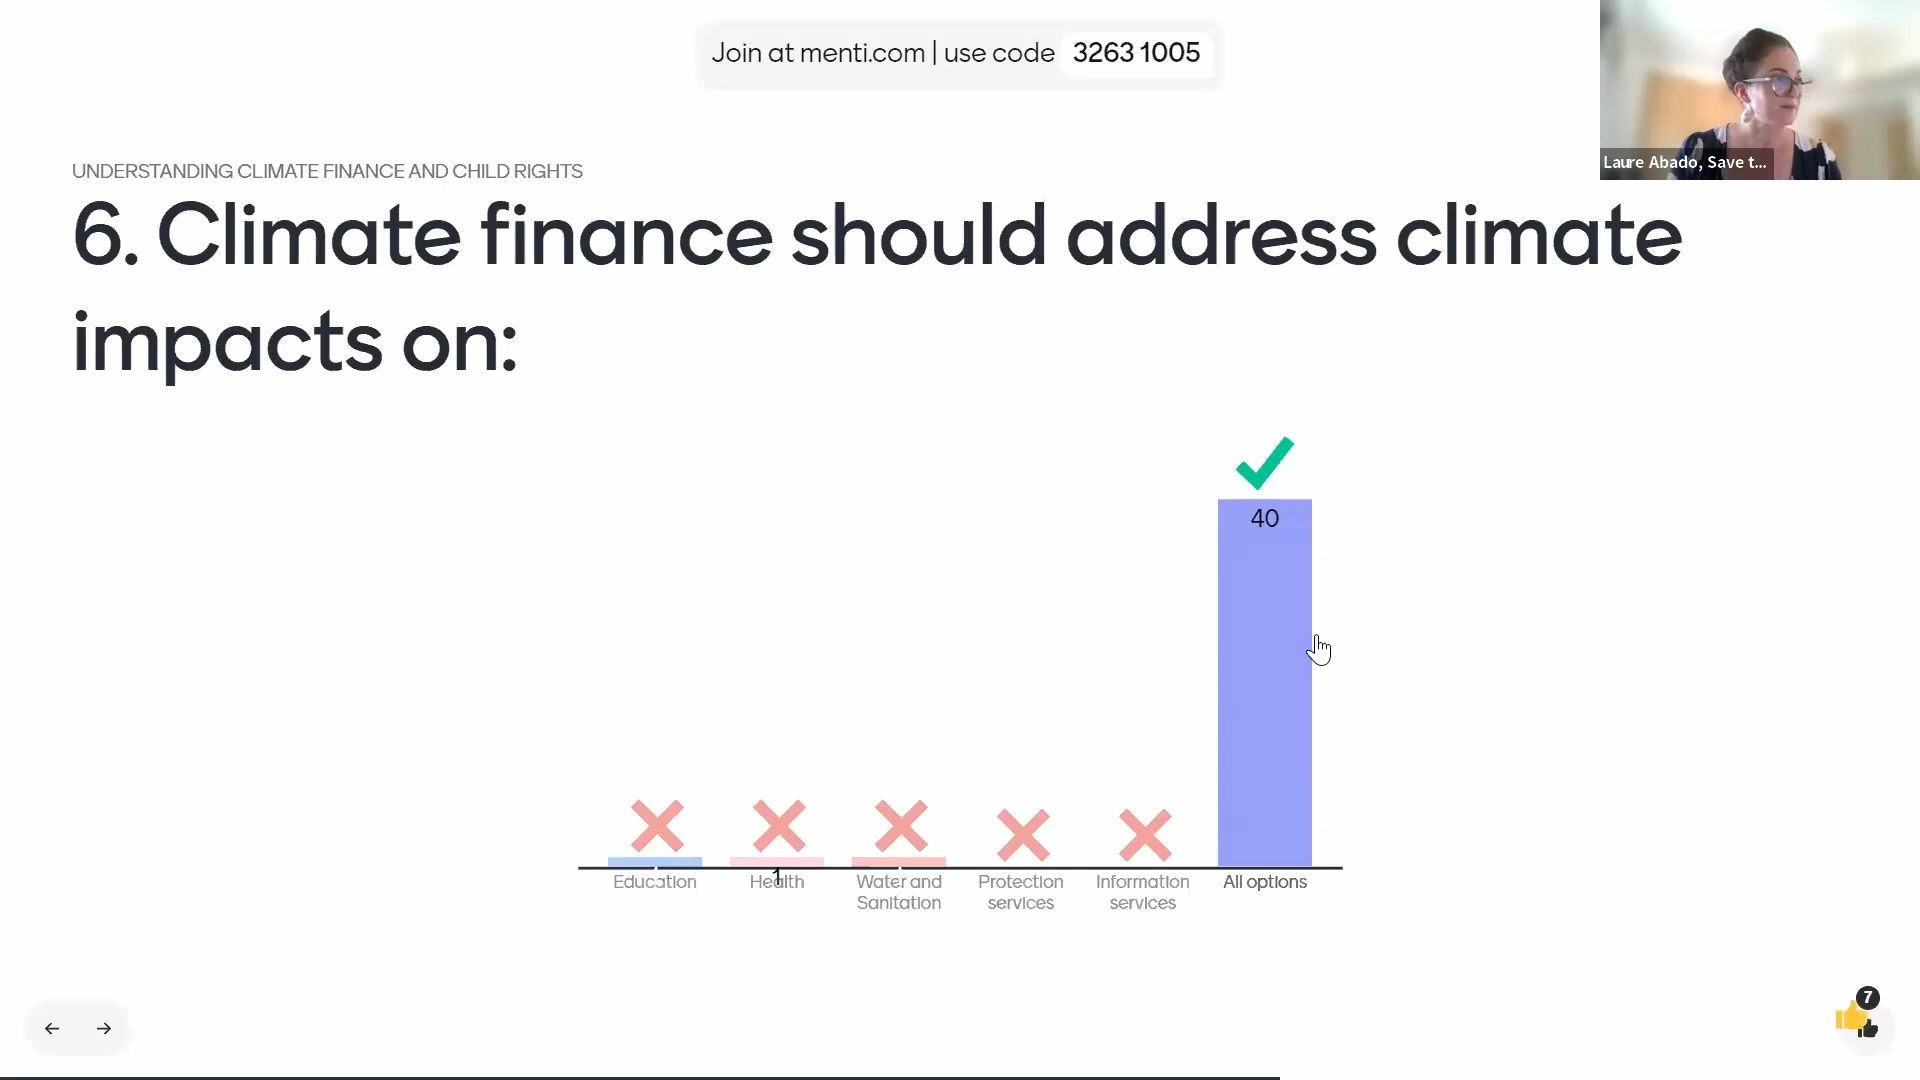 Join at menti.com | use code 3263 1005
Laure Abado, Save t...
UNDERSTANDING CLIMATE FINANCE AND CHILD RIGHTS
6. Climate finance should address climate
impacts on:
40
1
Education
Health
Water and
Sanitation
Protection
services
Information
services
All options
7